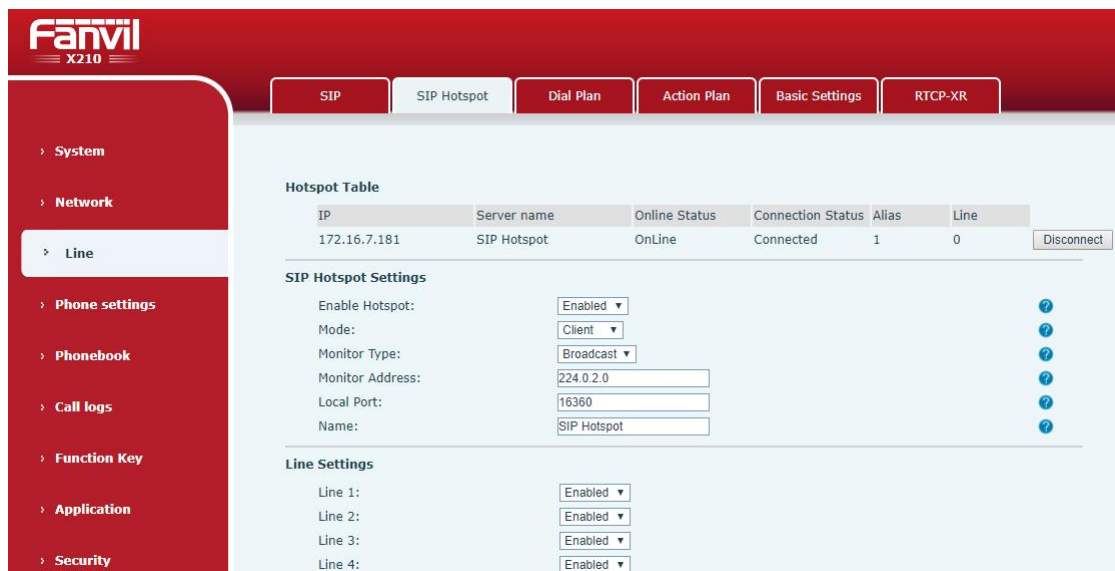 Fanvil
X210
SIP
SIP Hotspot
Dial Plan
Action Plan
Basic Settings
RTCP-XR
› System
› Network
› Line
› Phone settings
› Phonebook
› Call logs
› Function Key
› Application
› Security
Hotspot Table
IP Server name Online Status Connection Status Alias Line
172.16.7.181 SIP Hotspot OnLine Connected 1 0 Disconnect
SIP Hotspot Settings
Enable Hotspot: Enabled
Mode: Client
Monitor Type: Broadcast
Monitor Address: 224.0.2.0
Local Port: 16360
Name: SIP Hotspot
Line Settings
Line 1: Enabled
Line 2: Enabled
Line 3: Enabled
Line 4: Enabled